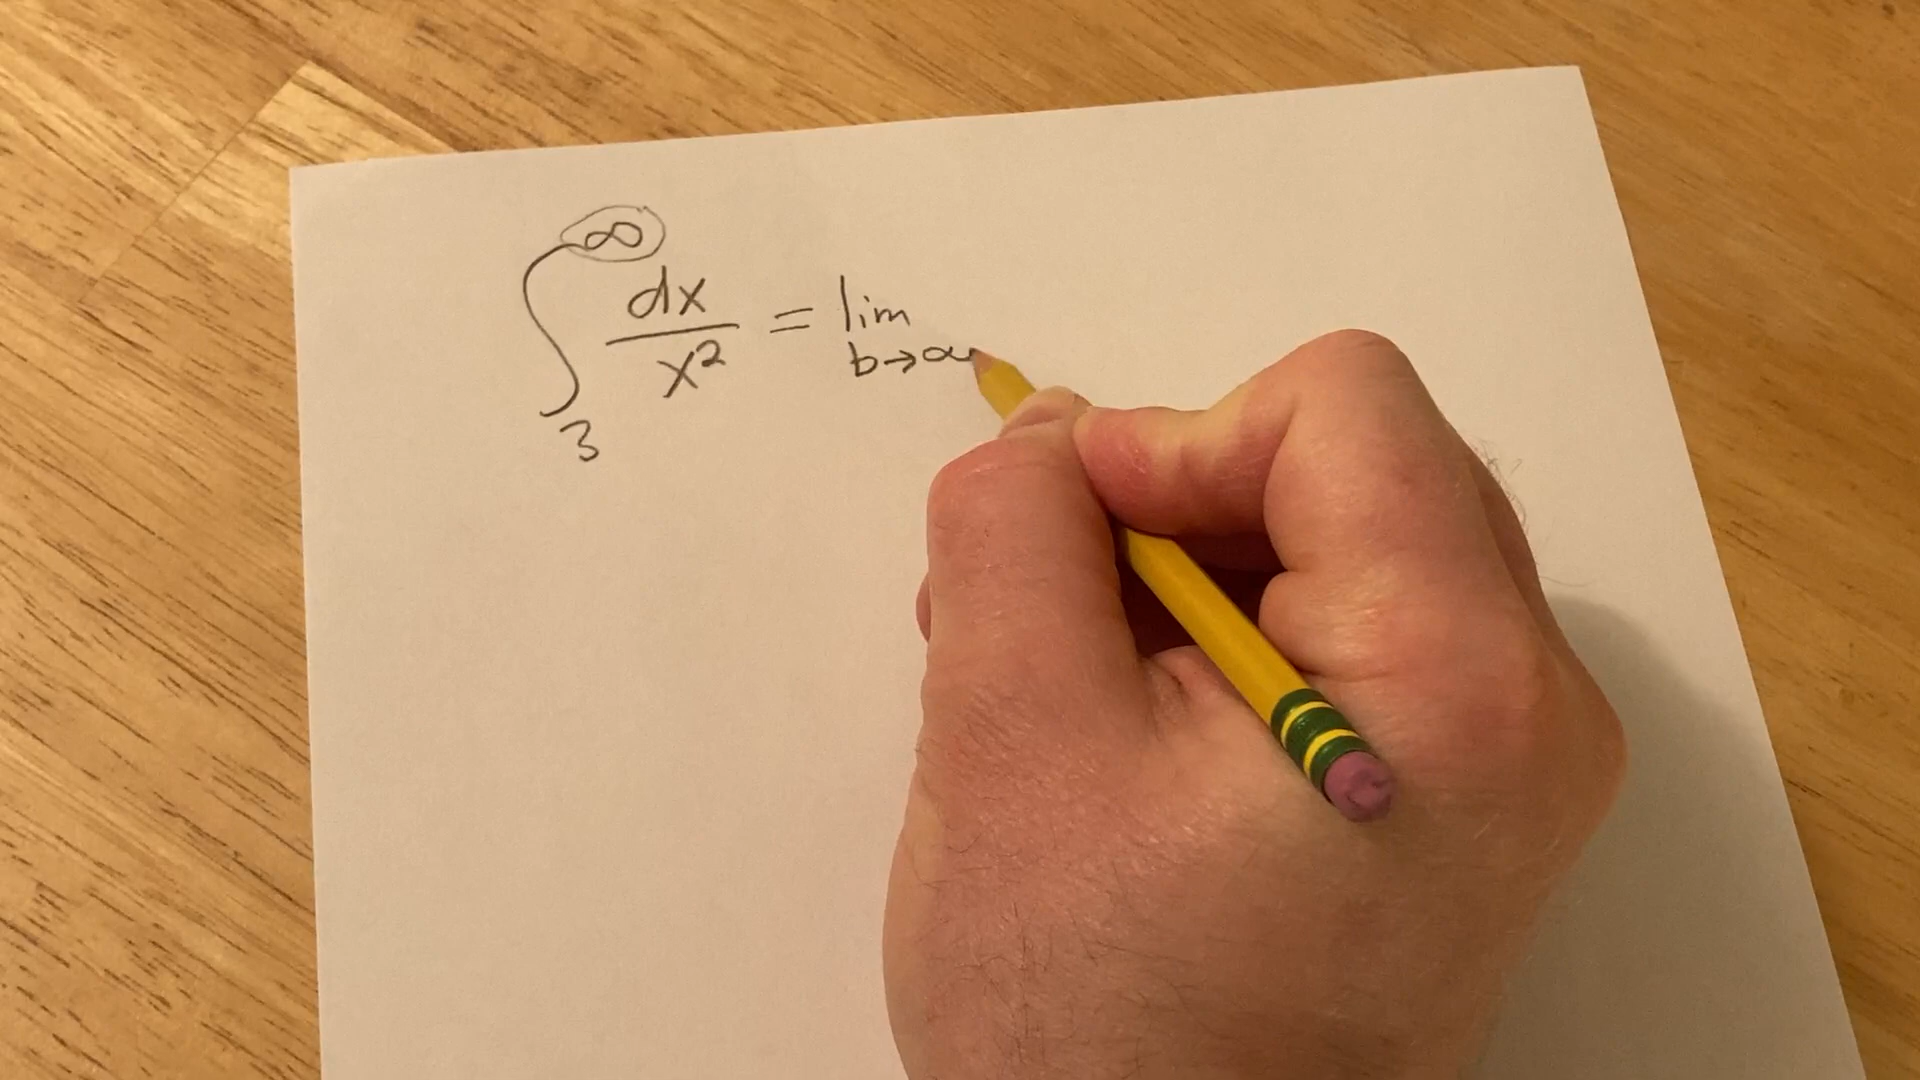 ∫₃^∞ dx/x² = lim b→∞